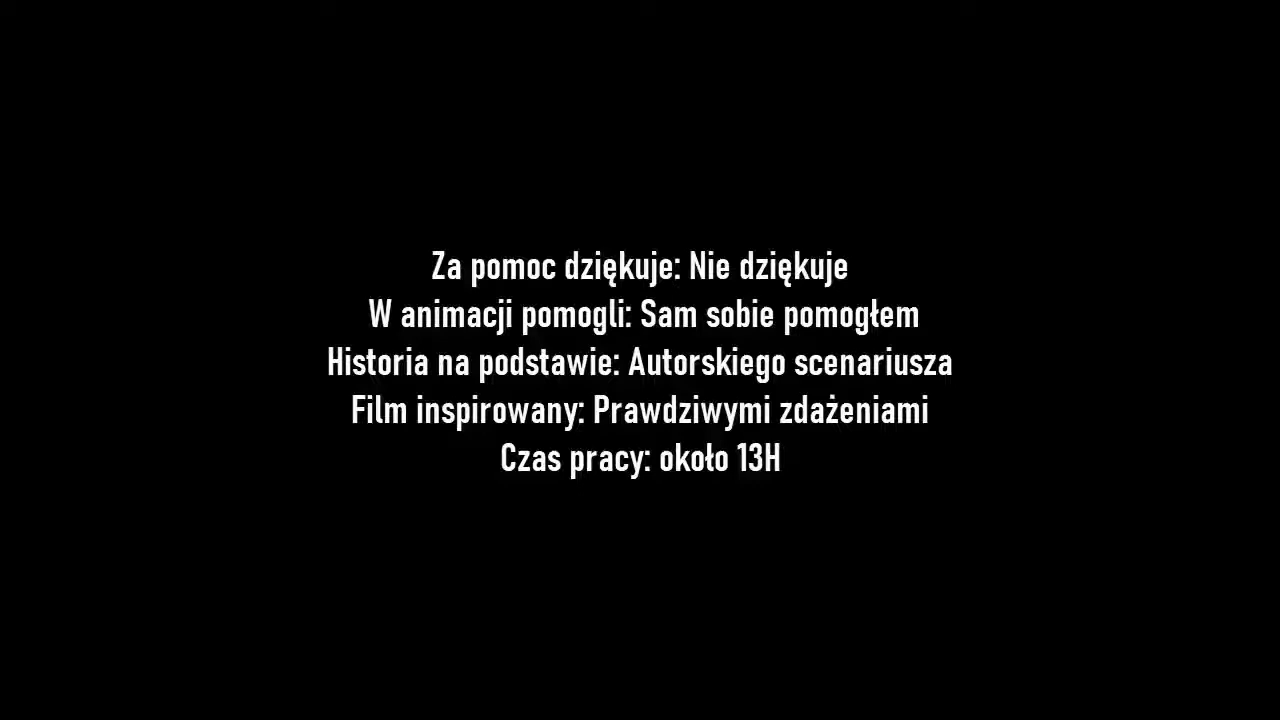 Za pomoc dziękuje: Nie dziękuje
W animacji pomogli: Sam sobie pomogłem
Historia na podstawie: Autorskiego scenariusza
Film inspirowany: Prawdziwymi zdażeniami
Czas pracy: około 13H